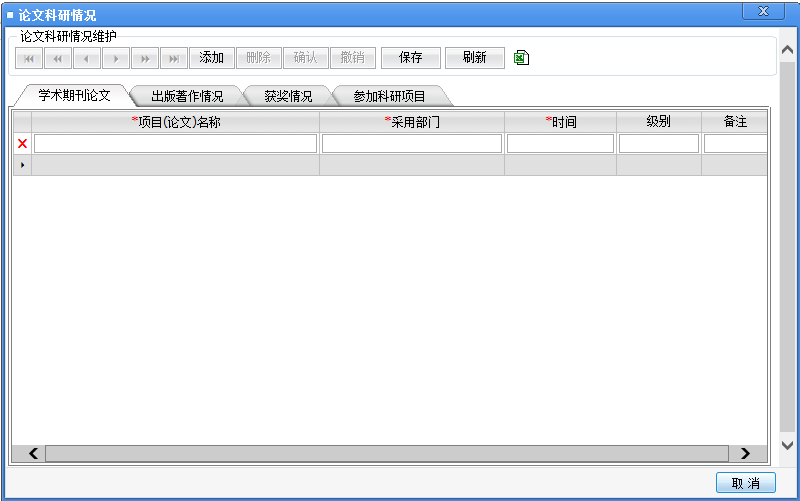 论文科研情况
论文科研情况维护
添加 删除 确认 撤销 保存 刷新
学术期刊论文 出版著作情况 获奖情况 参加科研项目
*项目(论文)名称 *采用部门 *时间 级别 备注
取 消